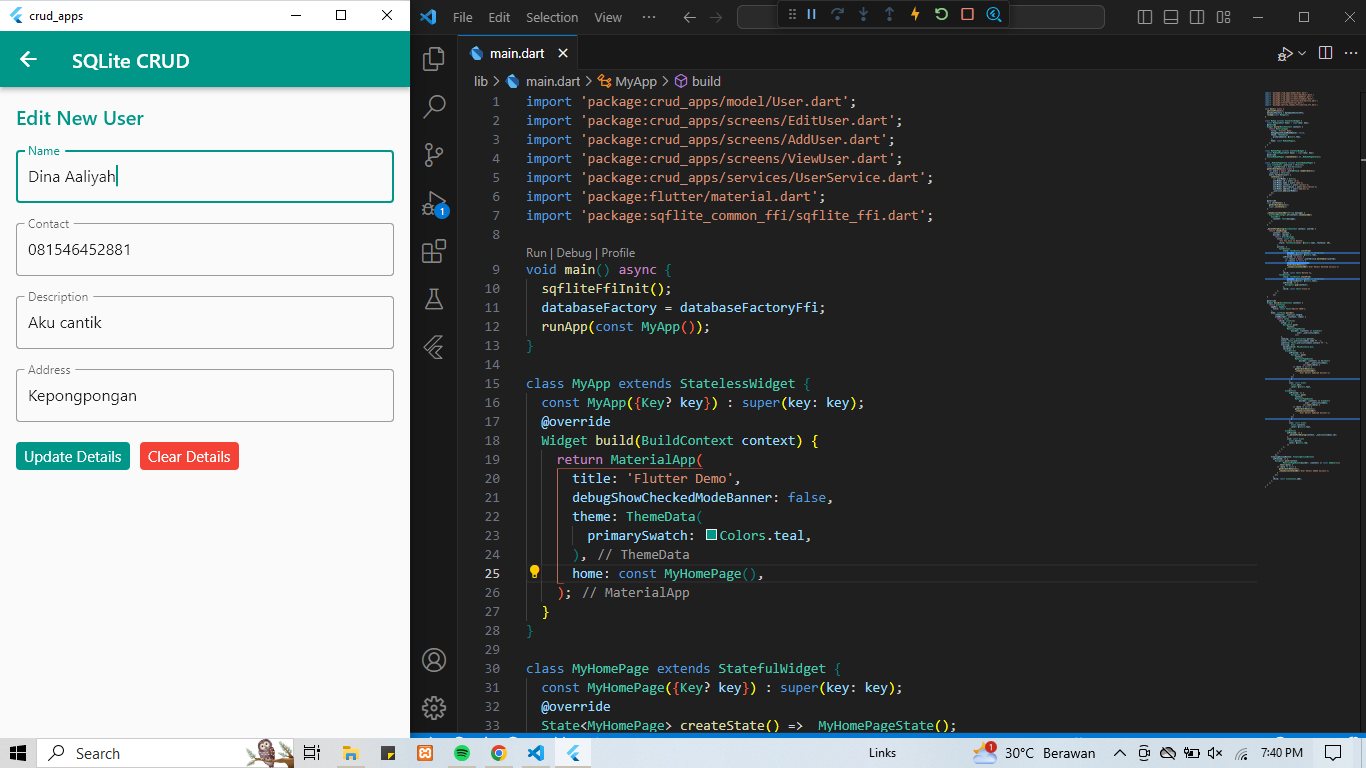 crud_apps
SQLite CRUD
Edit New User
Name
Dina Aaliyah
Contact
081546452881
Description
Aku cantik
Address
Kepongpongan
Update Details
Clear Details
File Edit Selection View ···
main.dart
lib > main.dart > MyApp > build
1 import 'package:crud_apps/model/User.dart';
2 import 'package:crud_apps/screens/EditUser.dart';
3 import 'package:crud_apps/screens/AddUser.dart';
4 import 'package:crud_apps/screens/ViewUser.dart';
5 import 'package:crud_apps/services/UserService.dart';
6 import 'package:flutter/material.dart';
7 import 'package:sqflite_common_ffi/sqflite_ffi.dart';
8
Run | Debug | Profile
9 void main() async {
10 sqfliteFfiInit();
11 databaseFactory = databaseFactoryFfi;
12 runApp(const MyApp());
13 }
14
15 class MyApp extends StatelessWidget {
16 const MyApp({Key? key}) : super(key: key);
17 @override
18 Widget build(BuildContext context) {
19 return MaterialApp(
20 title: 'Flutter Demo',
21 debugShowCheckedModeBanner: false,
22 theme: ThemeData(
23 primarySwatch: Colors.teal,
24 ), // ThemeData
25 home: const MyHomePage(),
26 ); // MaterialApp
27 }
28 }
29
30 class MyHomePage extends StatefulWidget {
31 const MyHomePage({Key? key}) : super(key: key);
32 @override
33 State<MyHomePage> createState() => _MyHomePageState();
1
Search
Links
1
30°C Berawan
7:40 PM